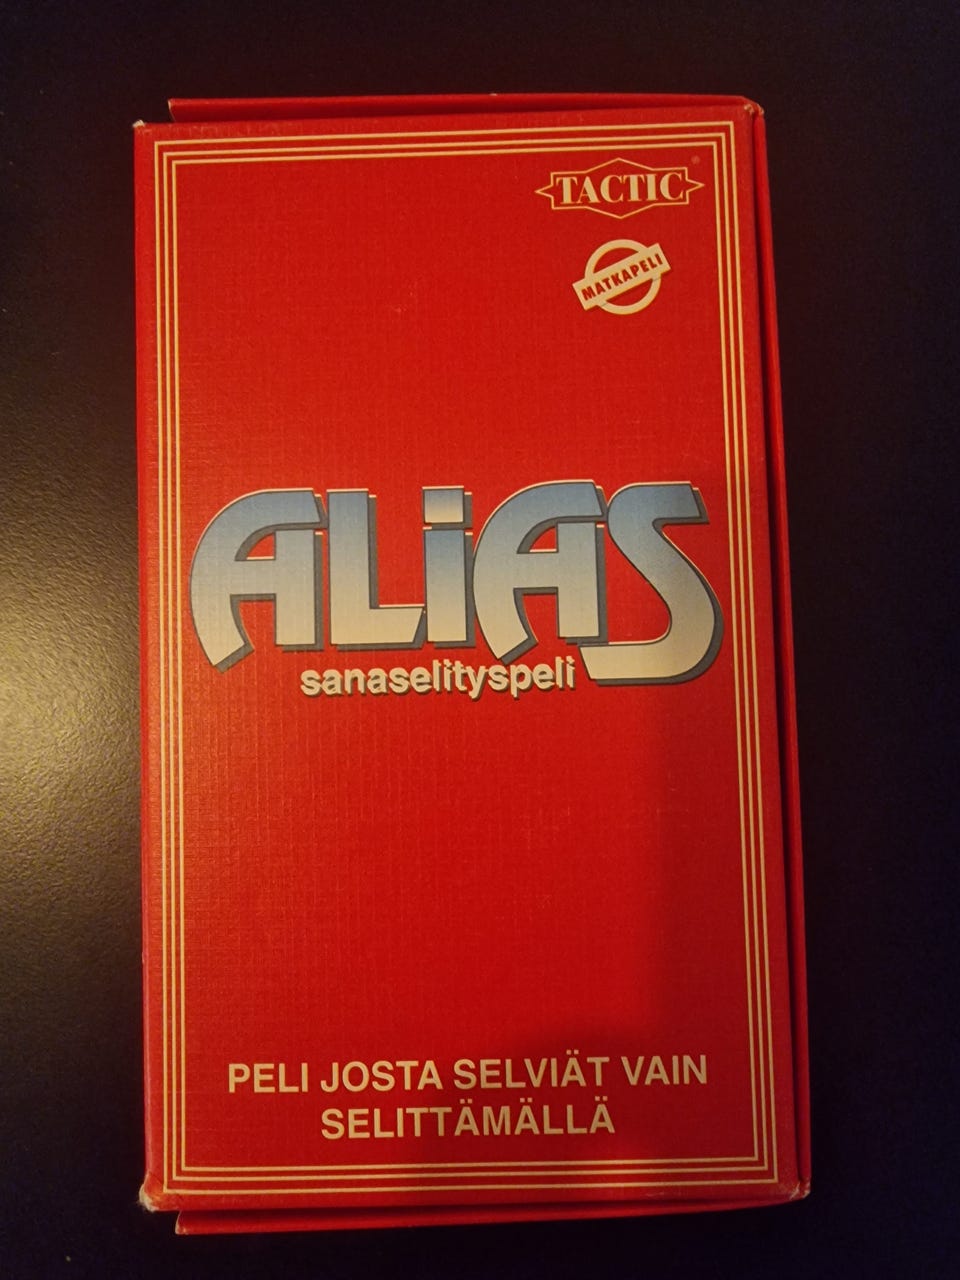 TACTIC®
MATKAPELI
ALiAS
sanaselityspeli
PELI JOSTA SELVIÄT VAIN
SELITTÄMÄLLÄ